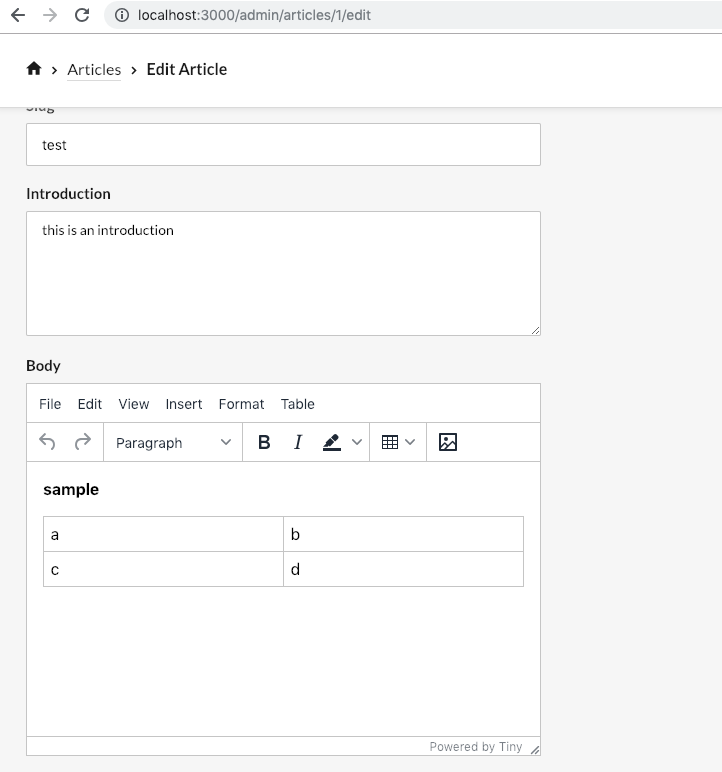 localhost:3000/admin/articles/1/edit
Articles > Edit Article
Slug
test
Introduction
this is an introduction
Body
File Edit View Insert Format Table
Paragraph B I
sample
a b
c d
Powered by Tiny